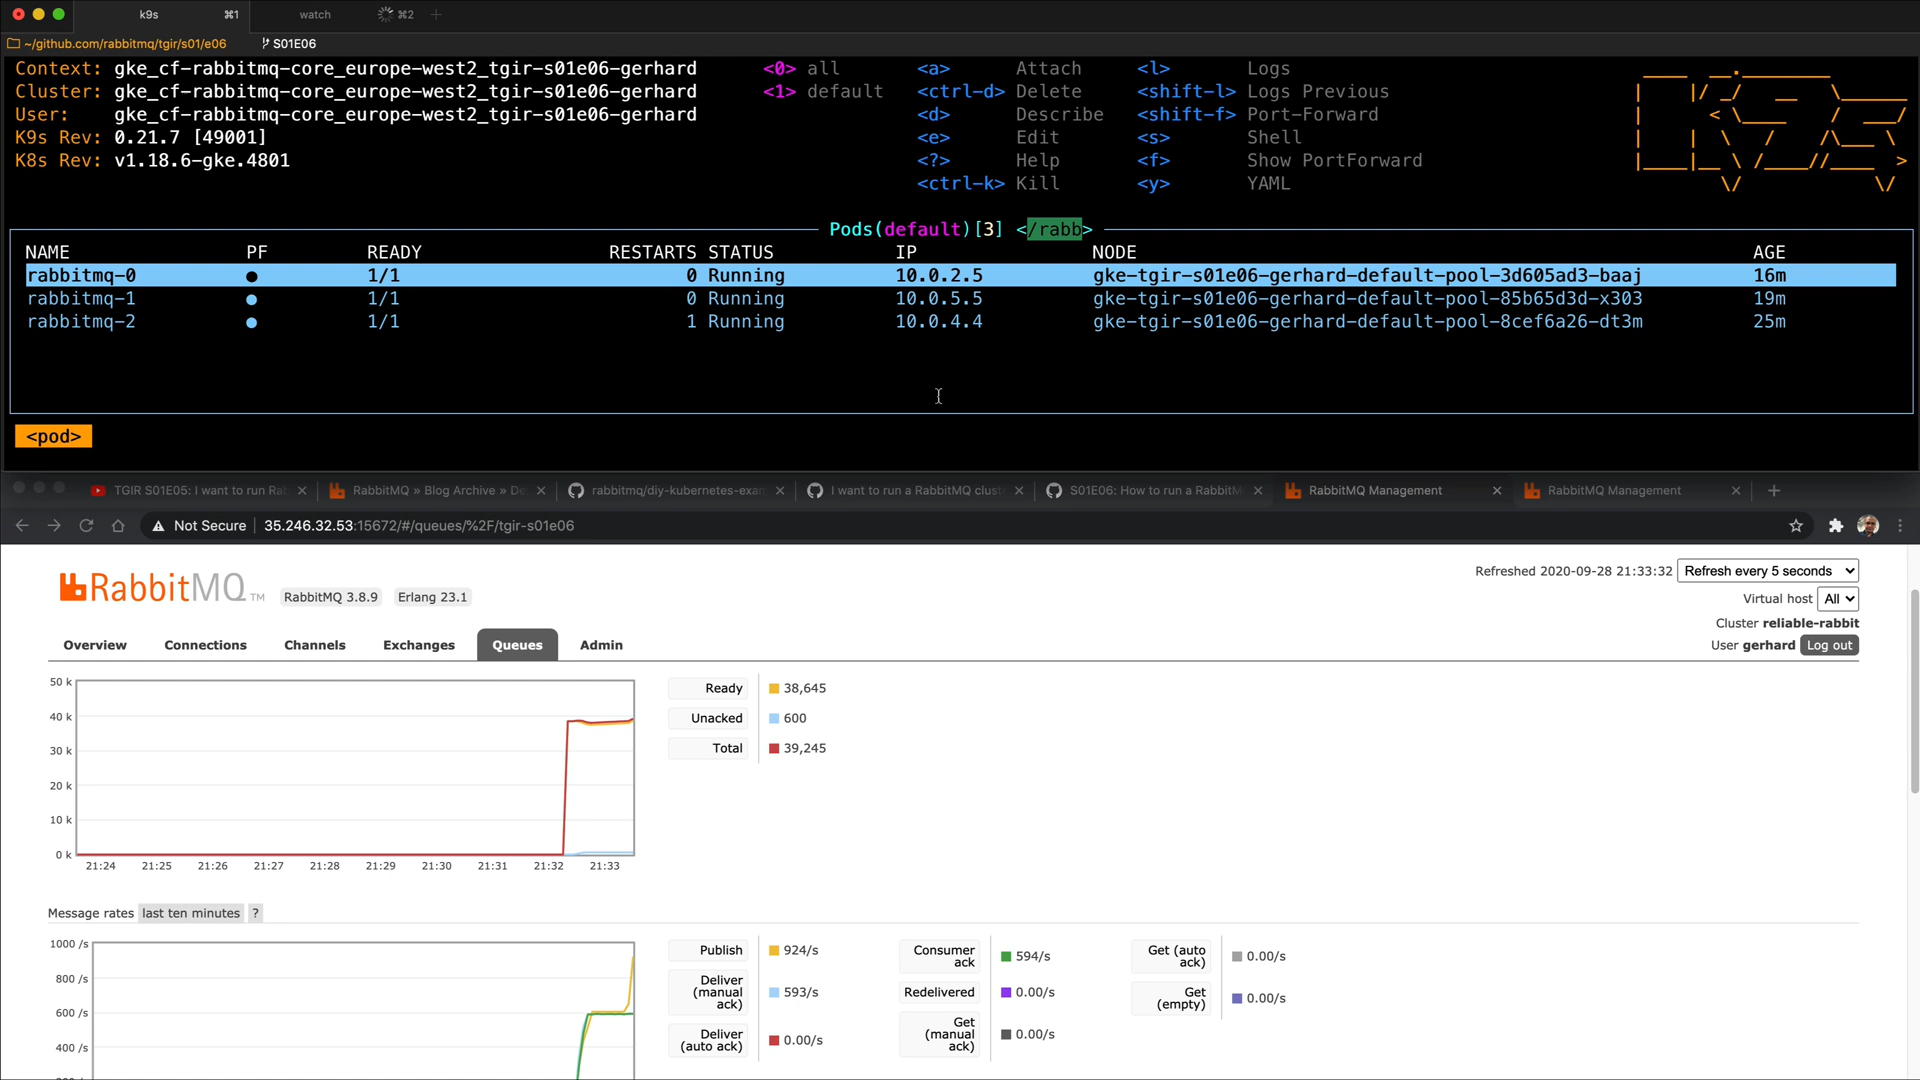 k9s ⌘1 watch ⌘2 +
~/github.com/rabbitmq/tgir/s01/e06 S01E06
Context: gke_cf-rabbitmq-core_europe-west2_tgir-s01e06-gerhard <0> all <a> Attach <l> Logs
Cluster: gke_cf-rabbitmq-core_europe-west2_tgir-s01e06-gerhard <1> default <ctrl-d> Delete <shift-l> Logs Previous
User: gke_cf-rabbitmq-core_europe-west2_tgir-s01e06-gerhard <d> Describe <shift-f> Port-Forward
K9s Rev: 0.21.7 [49001] <e> Edit <s> Shell
K8s Rev: v1.18.6-gke.4801 <?> Help <f> Show PortForward
<ctrl-k> Kill <y> YAML
Pods(default)[3] </rabb>
NAME PF READY RESTARTS STATUS IP NODE AGE
rabbitmq-0 ● 1/1 0 Running 10.0.2.5 gke-tgir-s01e06-gerhard-default-pool-3d605ad3-baaj 16m
rabbitmq-1 ● 1/1 0 Running 10.0.5.5 gke-tgir-s01e06-gerhard-default-pool-85b65d3d-x303 19m
rabbitmq-2 ● 1/1 1 Running 10.0.4.4 gke-tgir-s01e06-gerhard-default-pool-8cef6a26-dt3m 25m
<pod>
TGIR S01E05: I want to run Ra RabbitMQ » Blog Archive » De rabbitmq/diy-kubernetes-exam I want to run a RabbitMQ clust S01E06: How to run a RabbitM RabbitMQ Management RabbitMQ Management
Not Secure 35.246.32.53:15672/#/queues/%2F/tgir-s01e06
RabbitMQ TM RabbitMQ 3.8.9 Erlang 23.1
Refreshed 2020-09-28 21:33:32 Refresh every 5 seconds
Virtual host All
Cluster reliable-rabbit
User gerhard Log out
Overview Connections Channels Exchanges Queues Admin
50 k
40 k
30 k
20 k
10 k
0 k
21:24 21:25 21:26 21:27 21:28 21:29 21:30 21:31 21:32 21:33
Ready 38,645
Unacked 600
Total 39,245
Message rates last ten minutes ?
1000 /s
800 /s
600 /s
400 /s
Publish 924/s
Deliver (manual ack) 593/s
Deliver (auto ack) 0.00/s
Consumer ack 594/s
Redelivered 0.00/s
Get (manual ack) 0.00/s
Get (auto ack) 0.00/s
Get (empty) 0.00/s